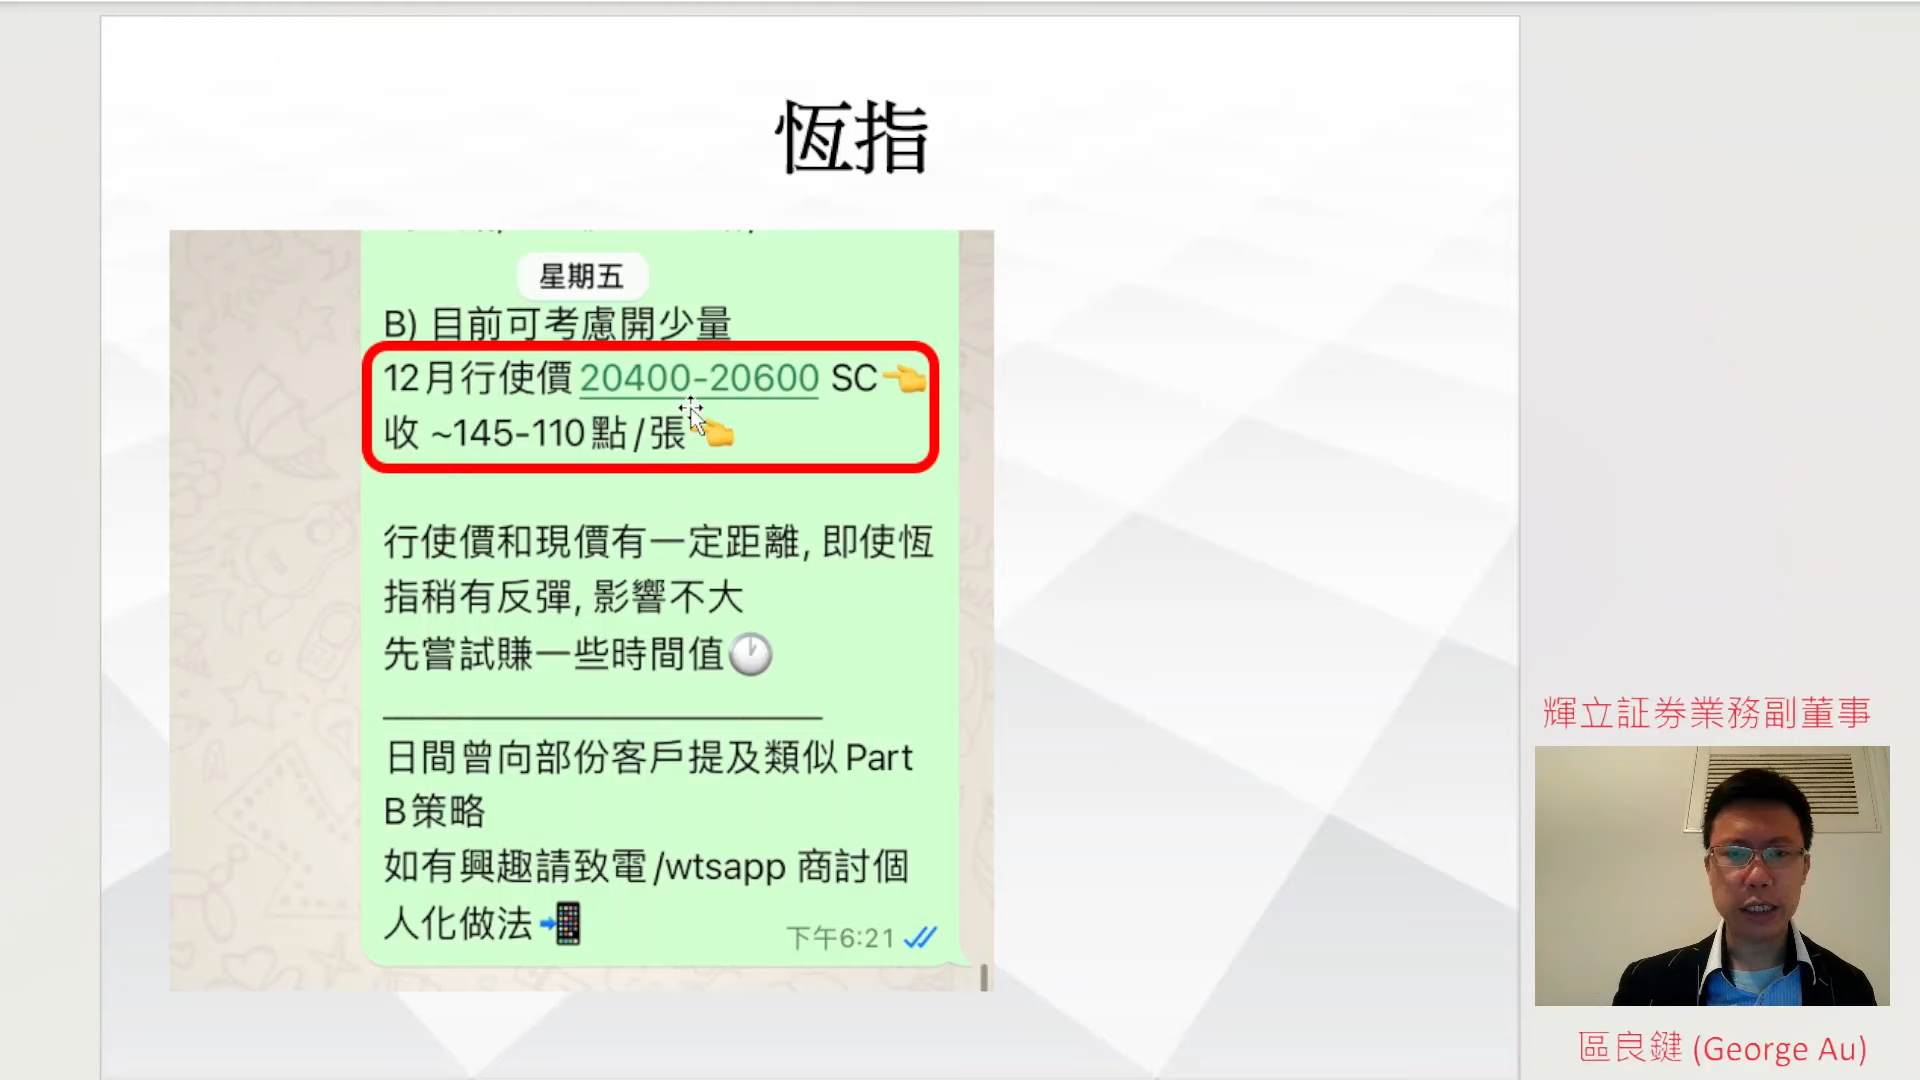 恆指
星期五
B) 目前可考慮開少量
12月行使價 20400-20600 SC
收 ~145-110點/張
行使價和現價有一定距離, 即使恆
指稍有反彈, 影響不大
先嘗試賺一些時間值
日間曾向部份客戶提及類似Part
B策略
如有興趣請致電/wtsapp 商討個
人化做法
下午6:21
輝立証券業務副董事
區良鍵 (George Au)